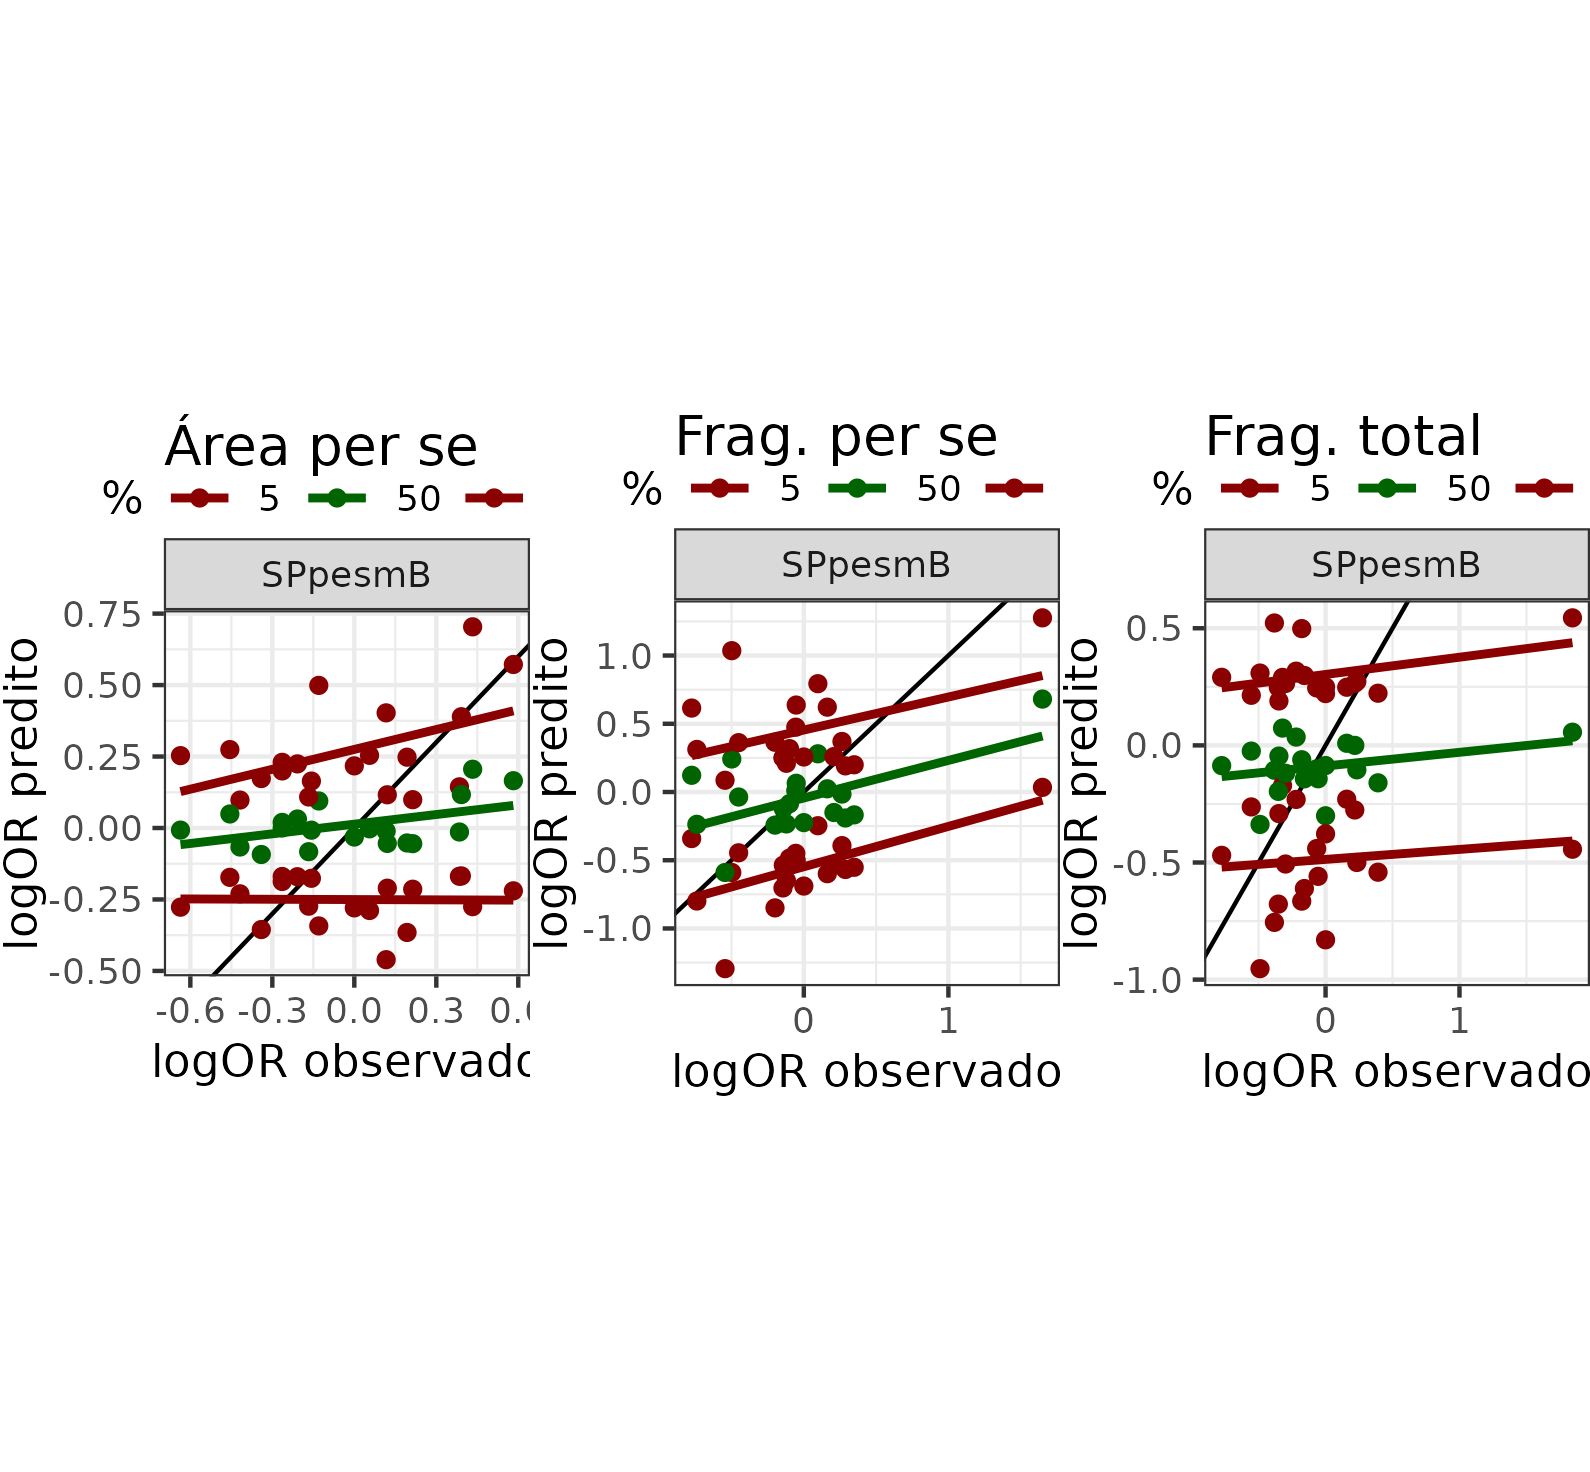 Área per se
% 5 50
SPpesmB
logOR predito
0.75
0.50
0.25
0.00
-0.25
-0.50
-0.6 -0.3 0.0 0.3
logOR observado
Frag. per se
% 5 50
SPpesmB
logOR predito
1.0
0.5
0.0
-0.5
-1.0
0 1
logOR observado
Frag. total
% 5 50
SPpesmB
logOR predito
0.5
0.0
-0.5
-1.0
0 1
logOR observado